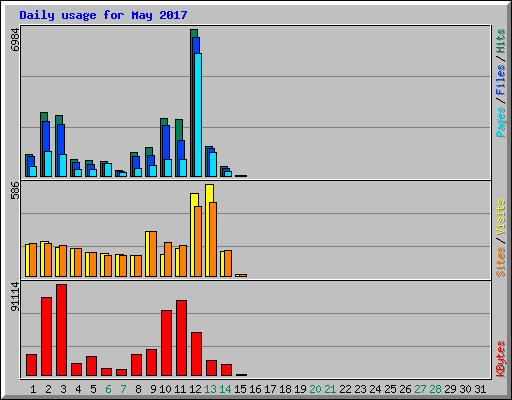 Daily usage for May 2017
6984
Pages / Files / Hits
586
Sites / Visits
91114
KBytes
1 2 3 4 5 6 7 8 9 10 11 12 13 14 15 16 17 18 19 20 21 22 23 24 25 26 27 28 29 30 31